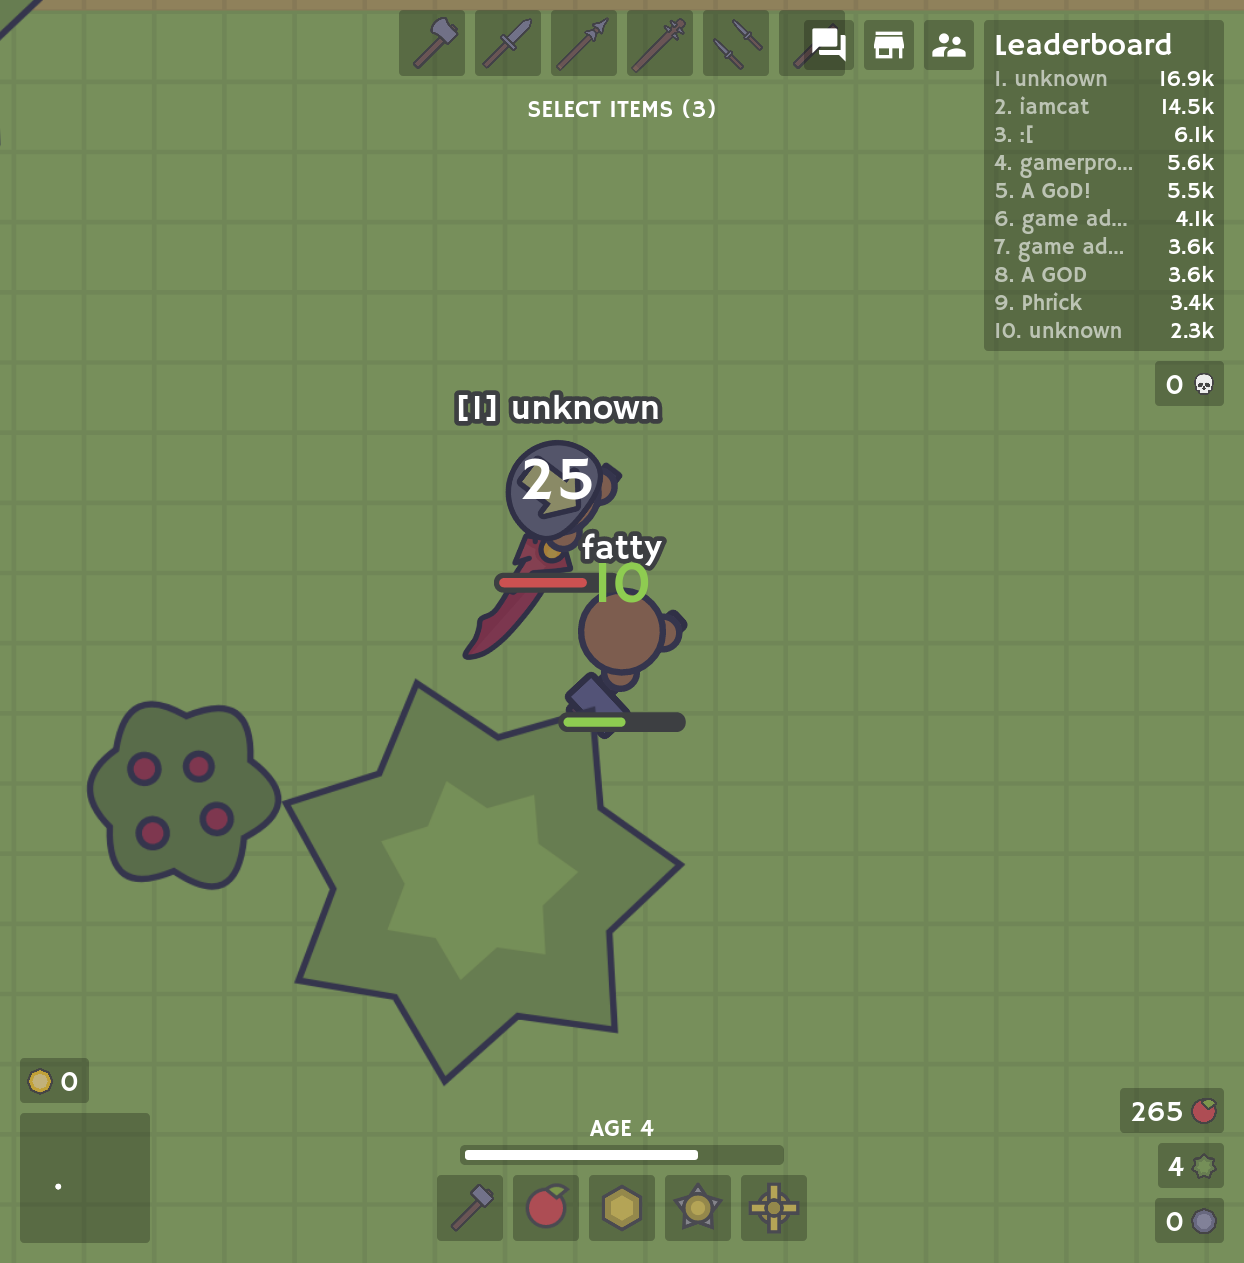 SELECT ITEMS (3)
Leaderboard
1. unknown 16.9k
2. iamcat 14.5k
3. :[ 6.1k
4. gamerpro... 5.6k
5. A GoD! 5.5k
6. game ad... 4.1k
7. game ad... 3.6k
8. A GOD 3.6k
9. Phrick 3.4k
10. unknown 2.3k
0
[I] unknown
25
fatty
10
0
AGE 4
265
4
0